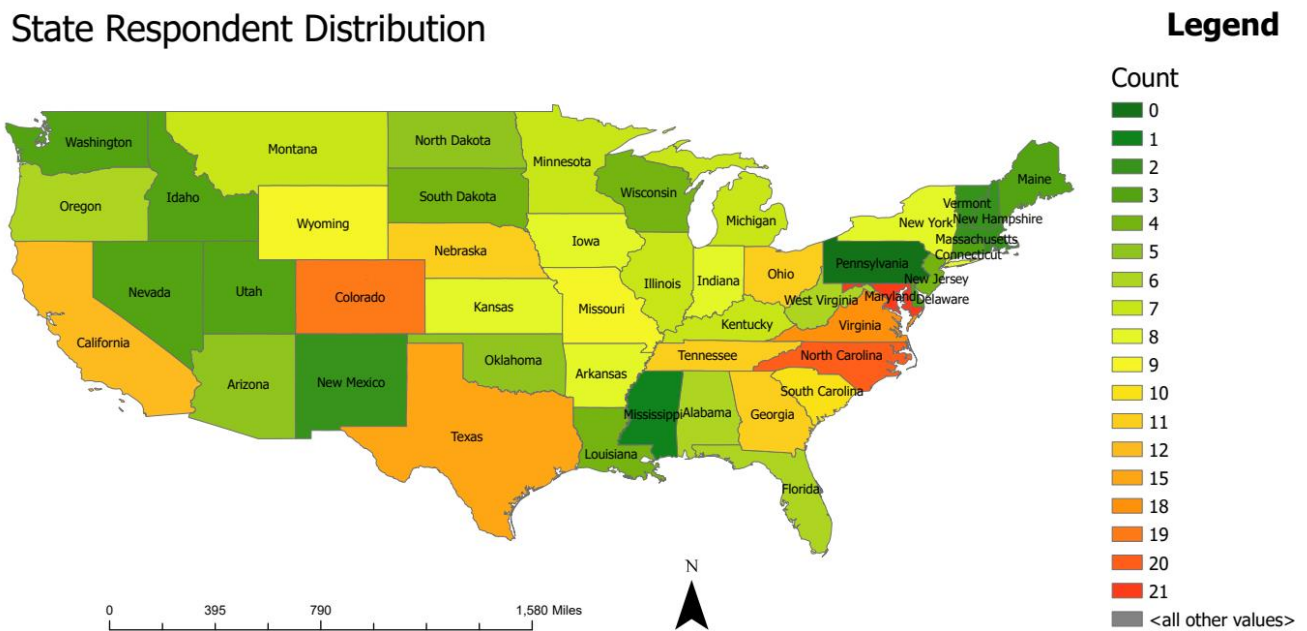 State Respondent Distribution
Legend
Count
0
1
2
3
4
5
6
7
8
9
10
11
12
15
18
19
20
21
<all other values>
Washington
Montana
North Dakota
Minnesota
Oregon
Idaho
South Dakota
Wisconsin
Michigan
Maine
Vermont
New Hampshire
New York
Massachusetts
Connecticut
Wyoming
Nebraska
Iowa
Illinois
Indiana
Ohio
Pennsylvania
New Jersey
Nevada
Utah
Colorado
Kansas
Missouri
Kentucky
West Virginia
Maryland
Delaware
Virginia
California
Arizona
New Mexico
Oklahoma
Arkansas
Tennessee
North Carolina
South Carolina
Texas
Louisiana
Mississippi
Alabama
Georgia
Florida
N
0 395 790 1,580 Miles